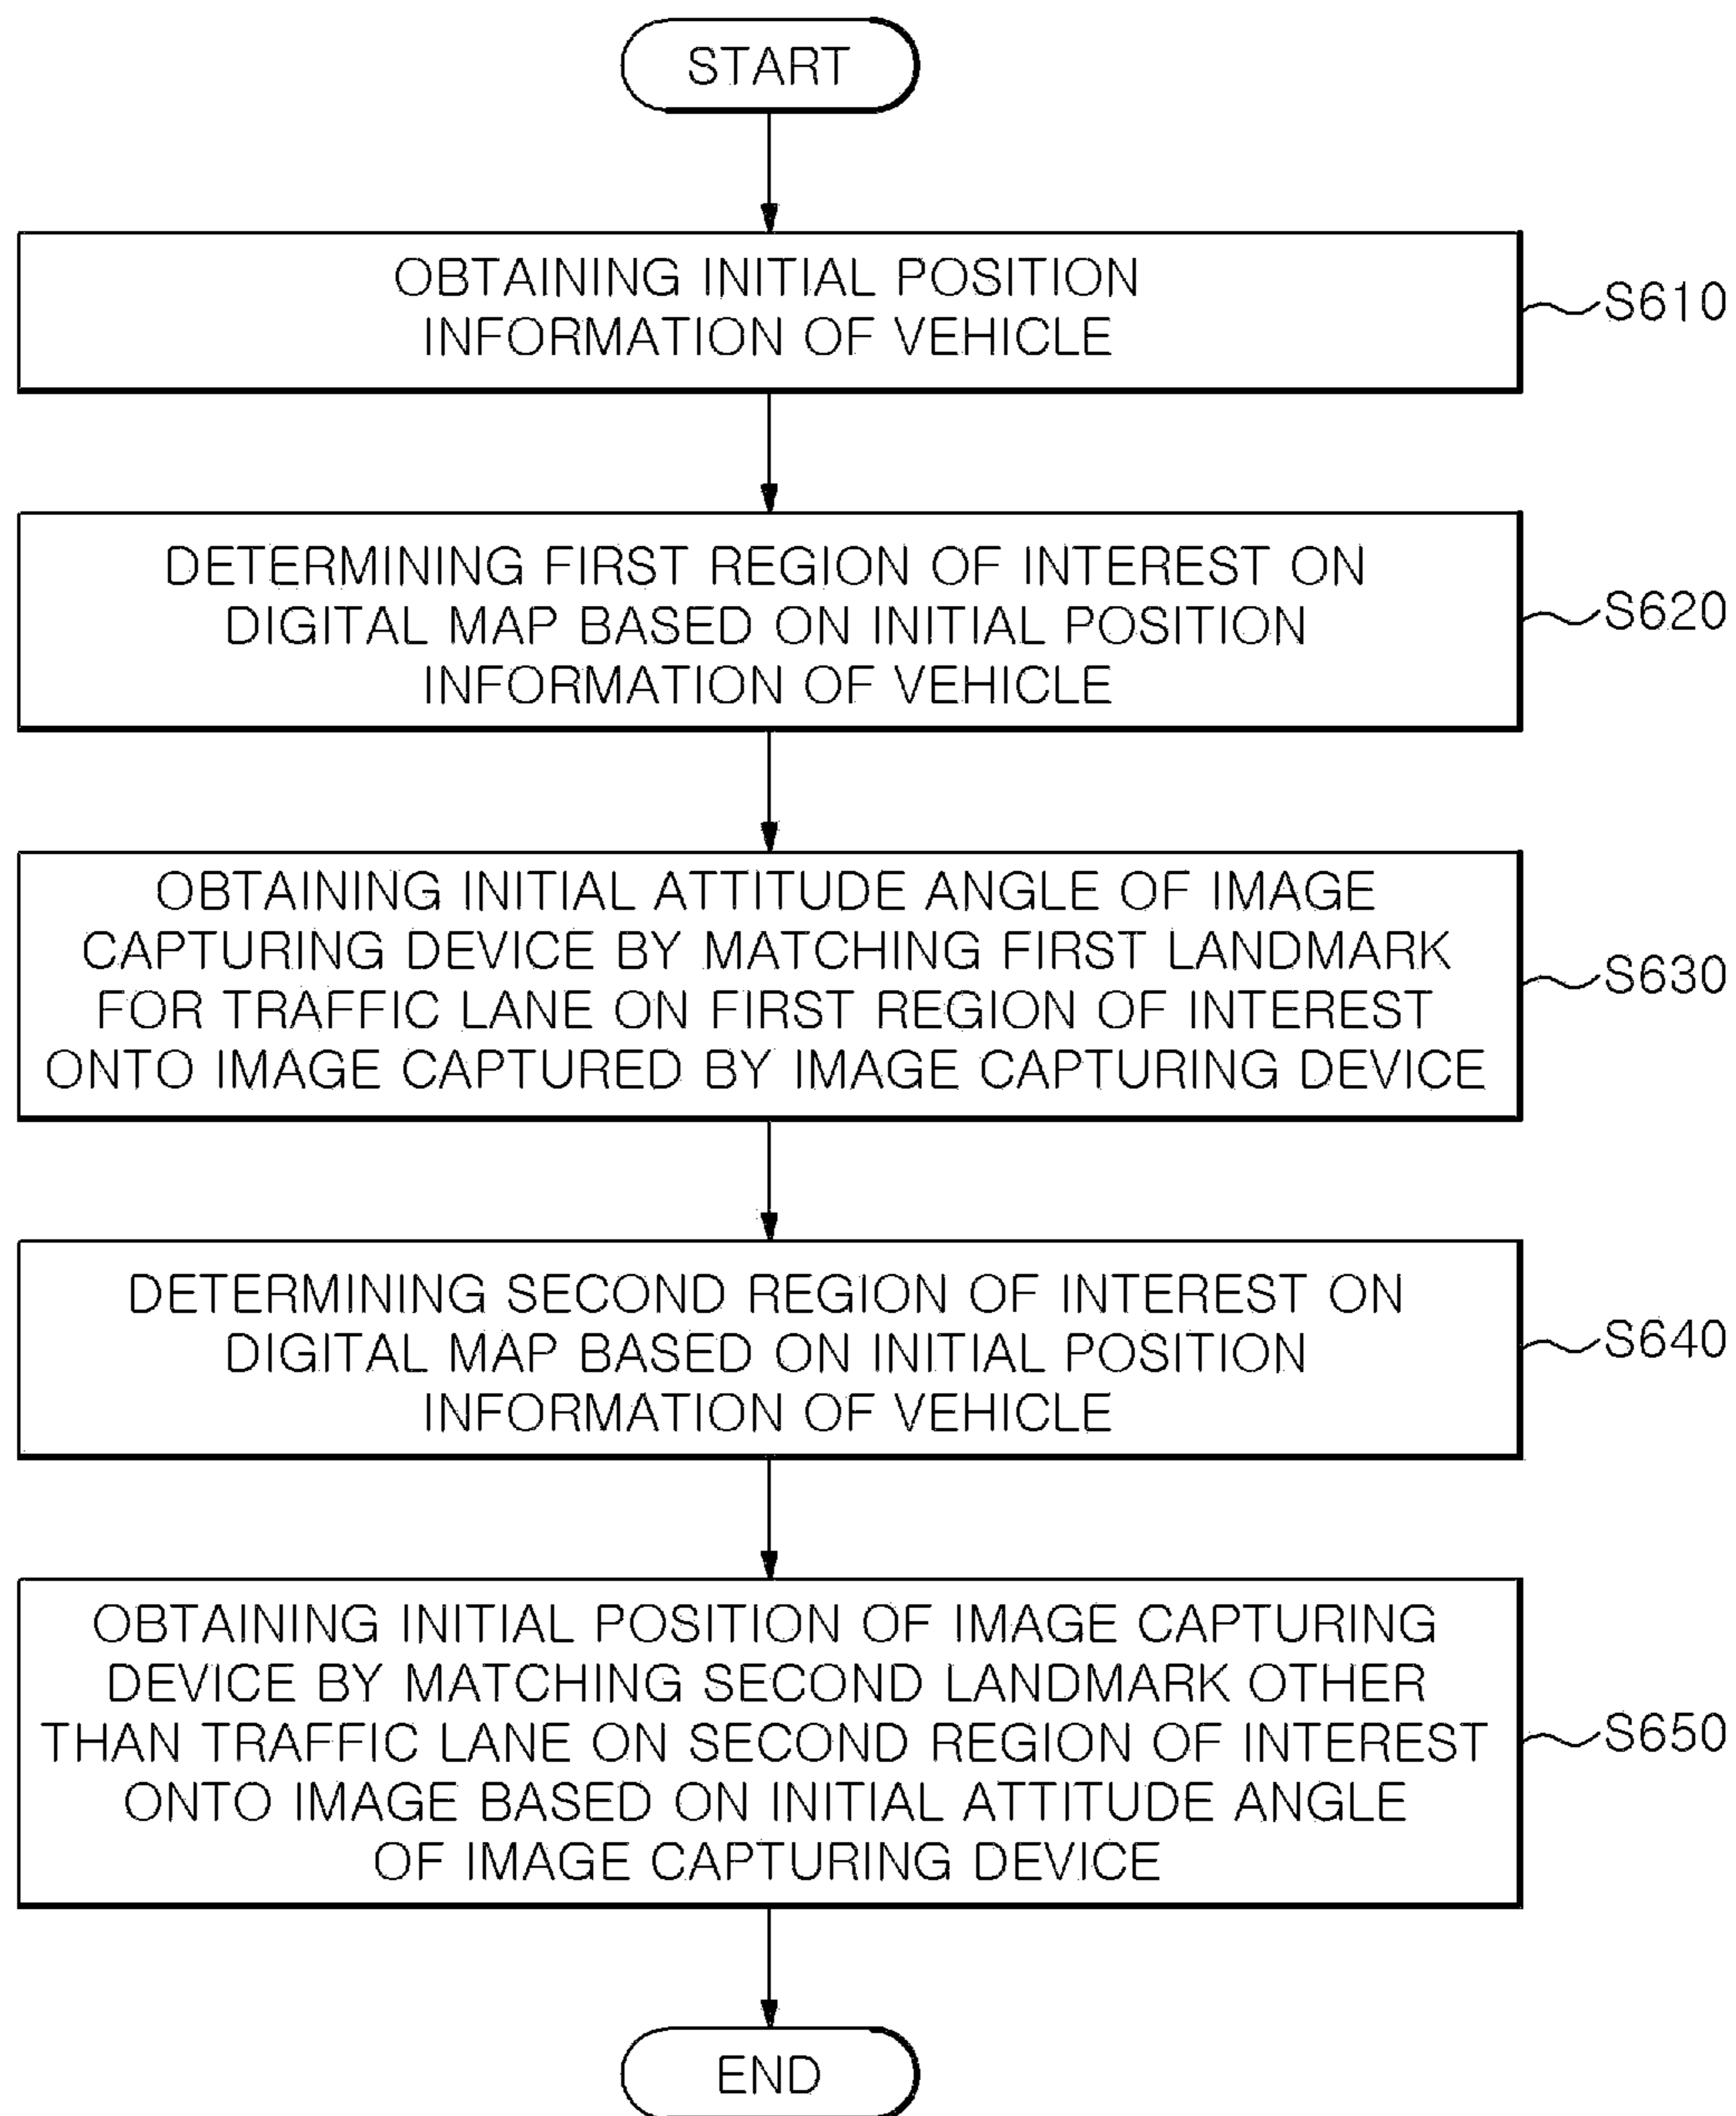 START
OBTAINING INITIAL POSITION
INFORMATION OF VEHICLE
S610
DETERMINING FIRST REGION OF INTEREST ON
DIGITAL MAP BASED ON INITIAL POSITION
INFORMATION OF VEHICLE
S620
OBTAINING INITIAL ATTITUDE ANGLE OF IMAGE
CAPTURING DEVICE BY MATCHING FIRST LANDMARK
FOR TRAFFIC LANE ON FIRST REGION OF INTEREST
ONTO IMAGE CAPTURED BY IMAGE CAPTURING DEVICE
S630
DETERMINING SECOND REGION OF INTEREST ON
DIGITAL MAP BASED ON INITIAL POSITION
INFORMATION OF VEHICLE
S640
OBTAINING INITIAL POSITION OF IMAGE CAPTURING
DEVICE BY MATCHING SECOND LANDMARK OTHER
THAN TRAFFIC LANE ON SECOND REGION OF INTEREST
ONTO IMAGE BASED ON INITIAL ATTITUDE ANGLE
OF IMAGE CAPTURING DEVICE
S650
END